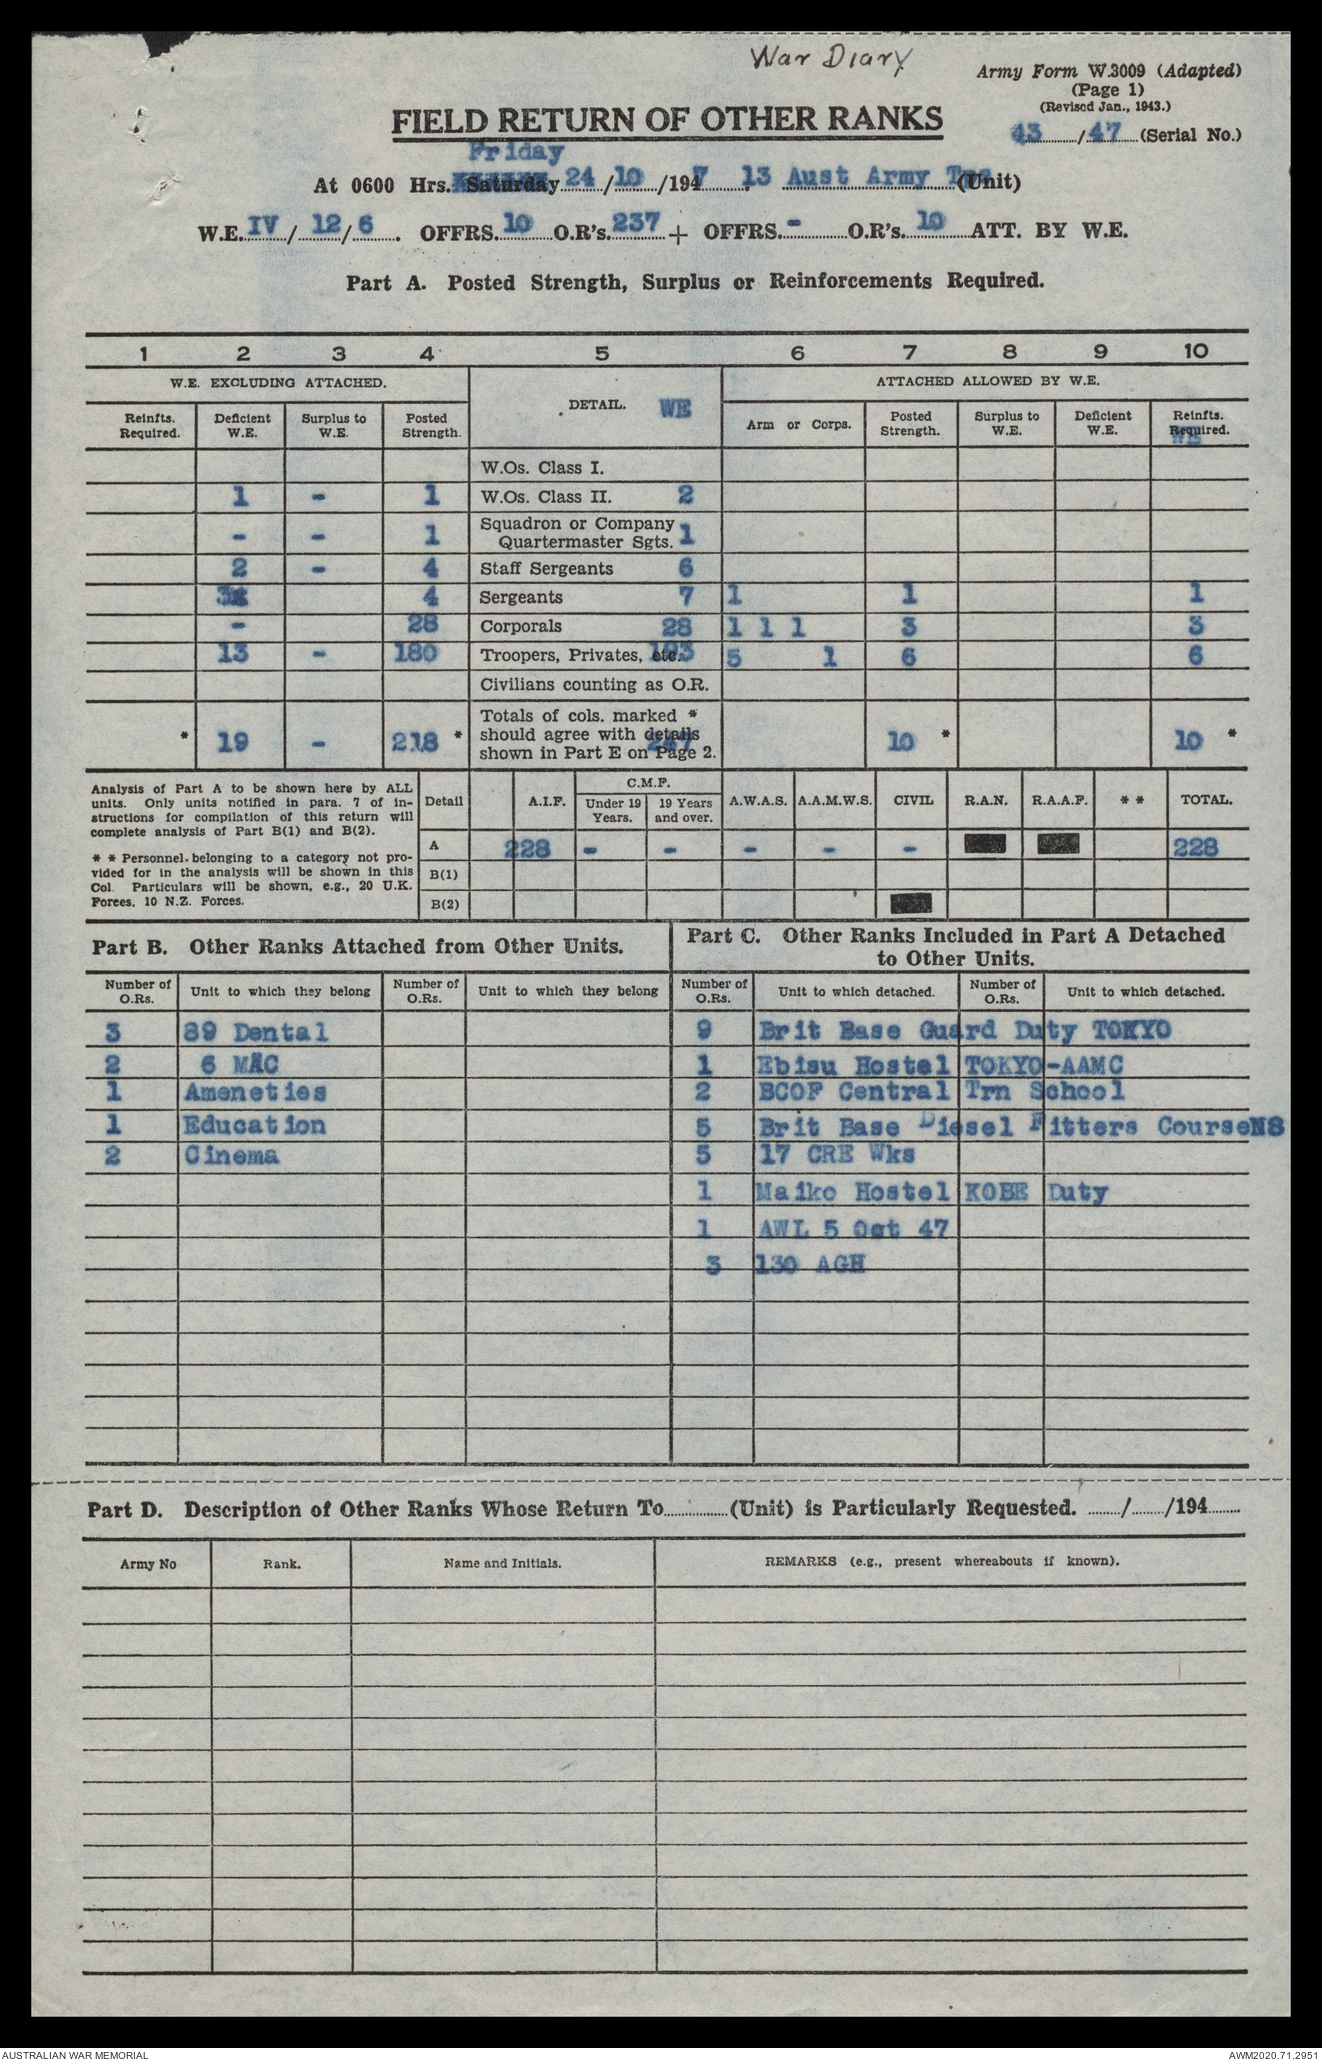 War Diary
Army Form W.3009 (Adapted)
(Page 1)
(Revised Jan., 1943.)
FIELD RETURN OF OTHER RANKS
43/47 (Serial No.)
Friday
At 0600 Hrs. Saturday 24/10/1947. 13 Aust Army (Unit)
W.E. IV/12/6. OFFRS. 10 O.R's. 237 + OFFRS. - O.R's. 10 ATT. BY W.E.
Part A. Posted Strength, Surplus or Reinforcements Required.
1 2 3 4 5 6 7 8 9 10
W.E. EXCLUDING ATTACHED. DETAIL. WE ATTACHED ALLOWED BY W.E.
Reinfts. Required. Deficient W.E. Surplus to W.E. Posted Strength. Arm or Corps. Posted Strength. Surplus to W.E. Deficient W.E. Reinfts. Required. WE
W.Os. Class I.
1 - 1 W.Os. Class II. 2
- - 1 Squadron or Company Quartermaster Sgts. 1
2 - 4 Staff Sergeants 6
4 Sergeants 7 1 1 1
- 28 Corporals 28 1 1 1 3 3
13 - 180 Troopers, Privates, etc. 193 5 1 6 6
Civilians counting as O.R.
Totals of cols. marked *
should agree with details
shown in Part E on Page 2.
* 19 - 218 * 10 * 10 *
Analysis of Part A to be shown here by ALL
units. Only units notified in para. 7 of in-
structions for compilation of this return will
complete analysis of Part B(1) and B(2).
* * Personnel belonging to a category not pro-
vided for in the analysis will be shown in this
Col. Particulars will be shown, e.g., 20 U.K.
Forces, 10 N.Z. Forces.
C.M.F.
Detail A.I.F. Under 19 Years. 19 Years and over. A.W.A.S. A.A.M.W.S. CIVIL R.A.N. R.A.A.F. * * TOTAL.
A 228 - - - - - 228
B(1)
B(2)
Part B. Other Ranks Attached from Other Units.
Number of O.Rs. Unit to which they belong Number of O.Rs. Unit to which they belong
3 89 Dental
2 6 MAC
1 Ameneties
1 Education
2 Cinema
Part C. Other Ranks Included in Part A Detached
to Other Units.
Number of O.Rs. Unit to which detached. Number of O.Rs. Unit to which detached.
9 Brit Base Guard Duty TOKYO
1 Ebisu Hostel TOKYO-AAMC
2 BCOF Central Trn School
5 Brit Base Diesel Fitters Course
5 17 CRE Wks
1 Maiko Hostel KOBE Duty
1 AWL 5 Oct 47
3 130 AGH
Part D. Description of Other Ranks Whose Return To (Unit) is Particularly Requested. / /194
Army No Rank. Name and Initials. REMARKS (e.g., present whereabouts if known).
AUSTRALIAN WAR MEMORIAL
AWM2020.71.2951